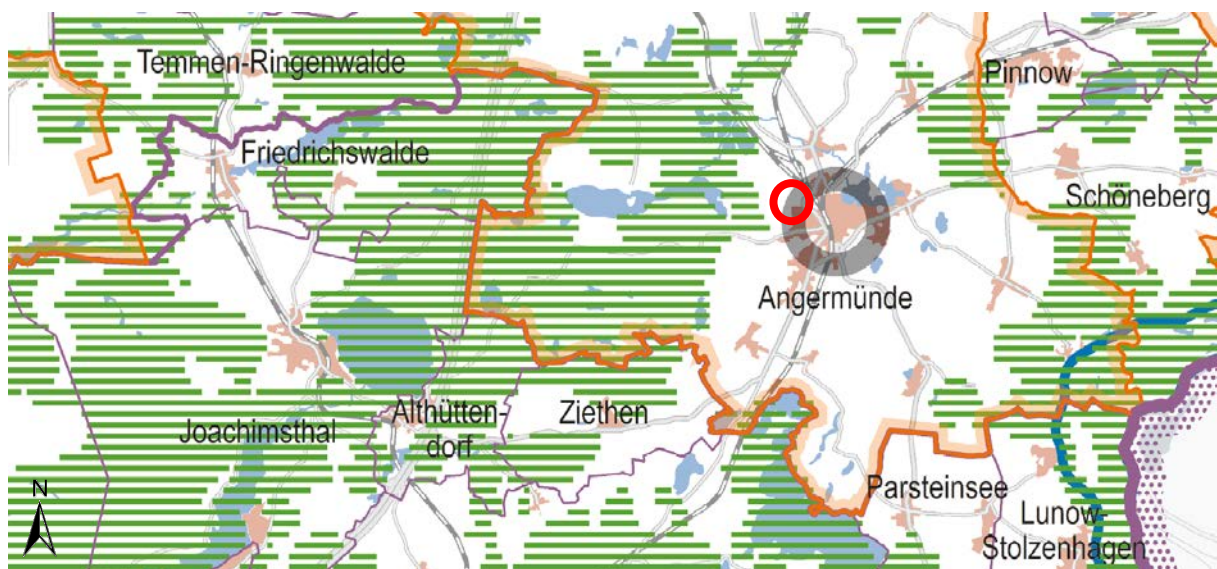 Temmen-Ringenwalde
Pinnow
Friedrichswalde
Schöneberg
Angermünde
Althütten-
dorf
Ziethen
Joachimsthal
Parsteinsee
Lunow-
Stolzenhagen
N